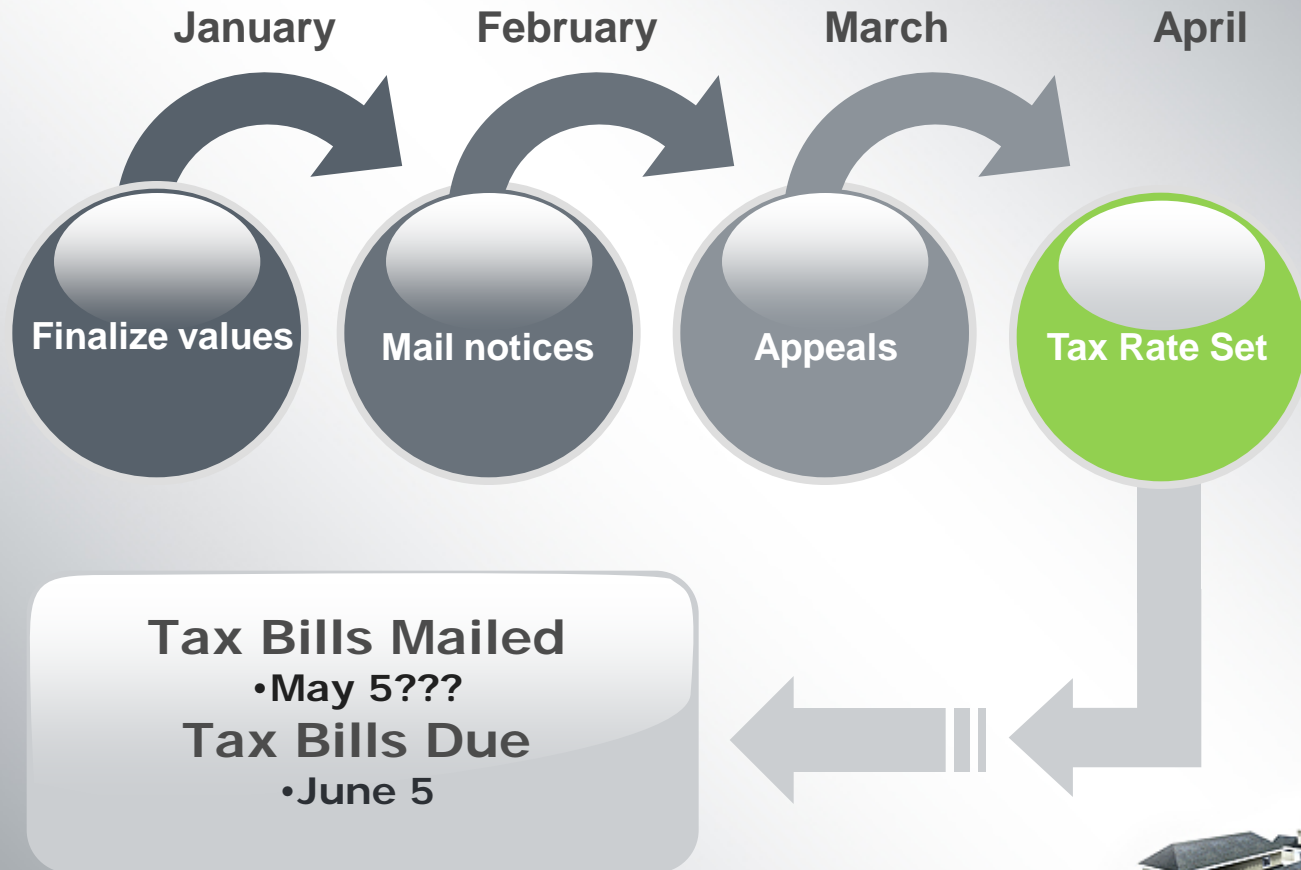 January February March April
Finalize values Mail notices Appeals Tax Rate Set
Tax Bills Mailed
•May 5???
Tax Bills Due
•June 5